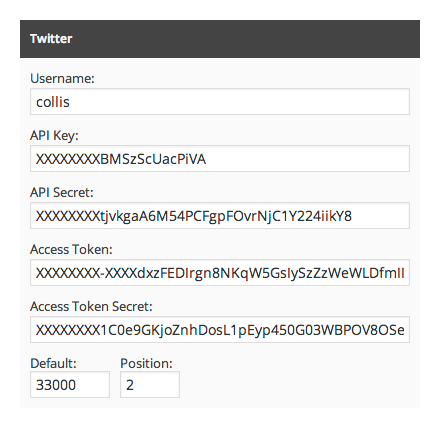 Twitter
Username:
collis
API Key:
XXXXXXXXBMSzScUacPiVA
API Secret:
XXXXXXXXtjvkgaA6M54PCFgpFOvrNjC1Y224iikY8
Access Token:
XXXXXXXX-XXXXdxzFEDIrgn8NKqW5GsIySzZzWeWLDfmlI
Access Token Secret:
XXXXXXXX1C0e9GKjoZnhDosL1pEyp450G03WBPOV8OSe
Default: Position:
33000 2